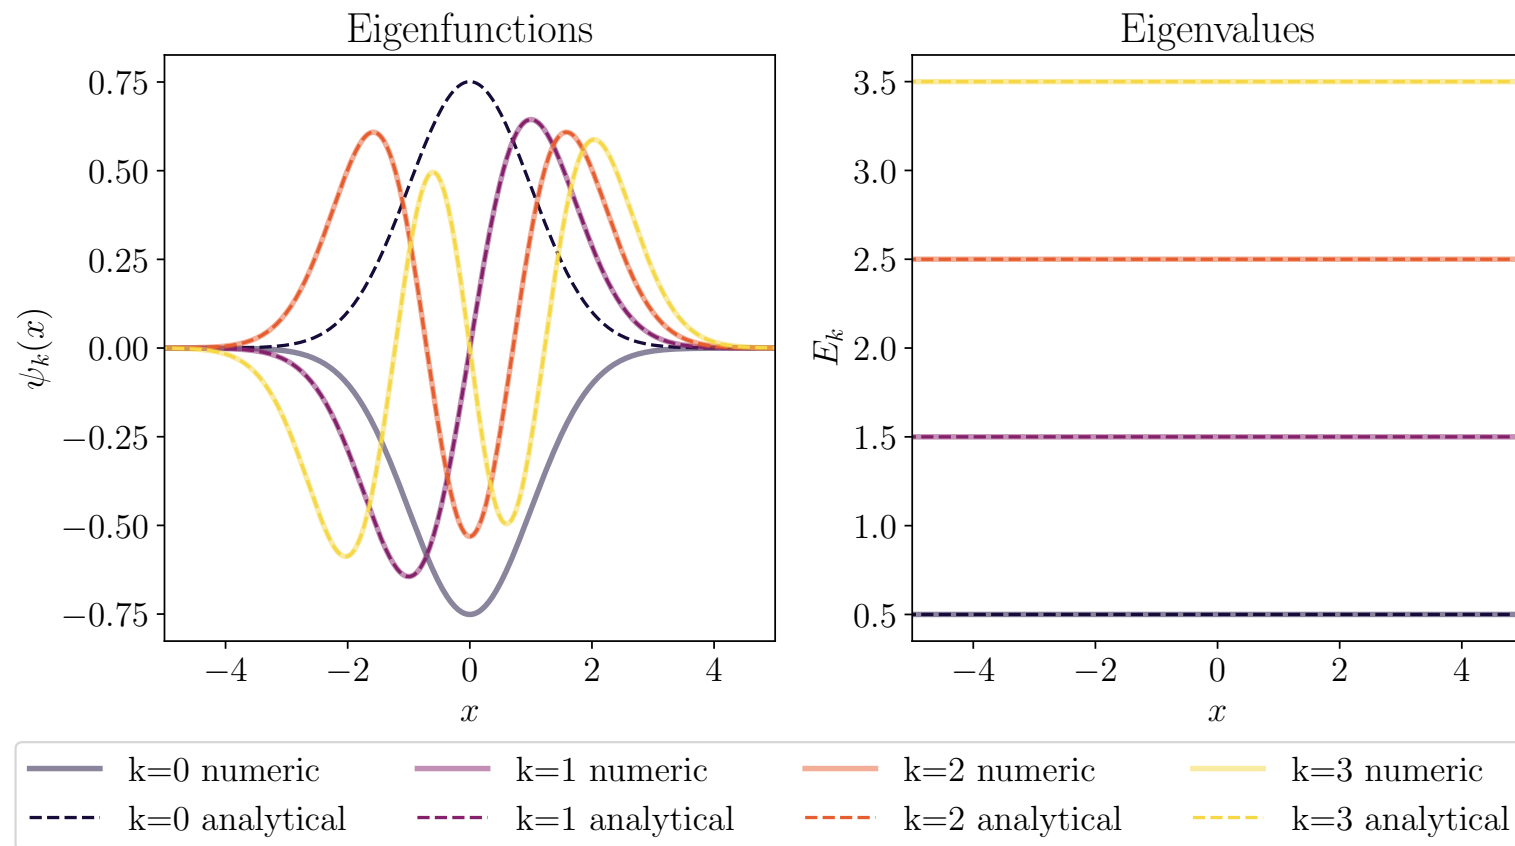 Eigenfunctions
0.75
0.50
0.25
0.00
−0.25
−0.50
−0.75
ψk(x)
−4 −2 0 2 4
x
Eigenvalues
3.5
3.0
2.5
2.0
1.5
1.0
0.5
Ek
−4 −2 0 2 4
x
k=0 numeric k=1 numeric k=2 numeric k=3 numeric
k=0 analytical k=1 analytical k=2 analytical k=3 analytical